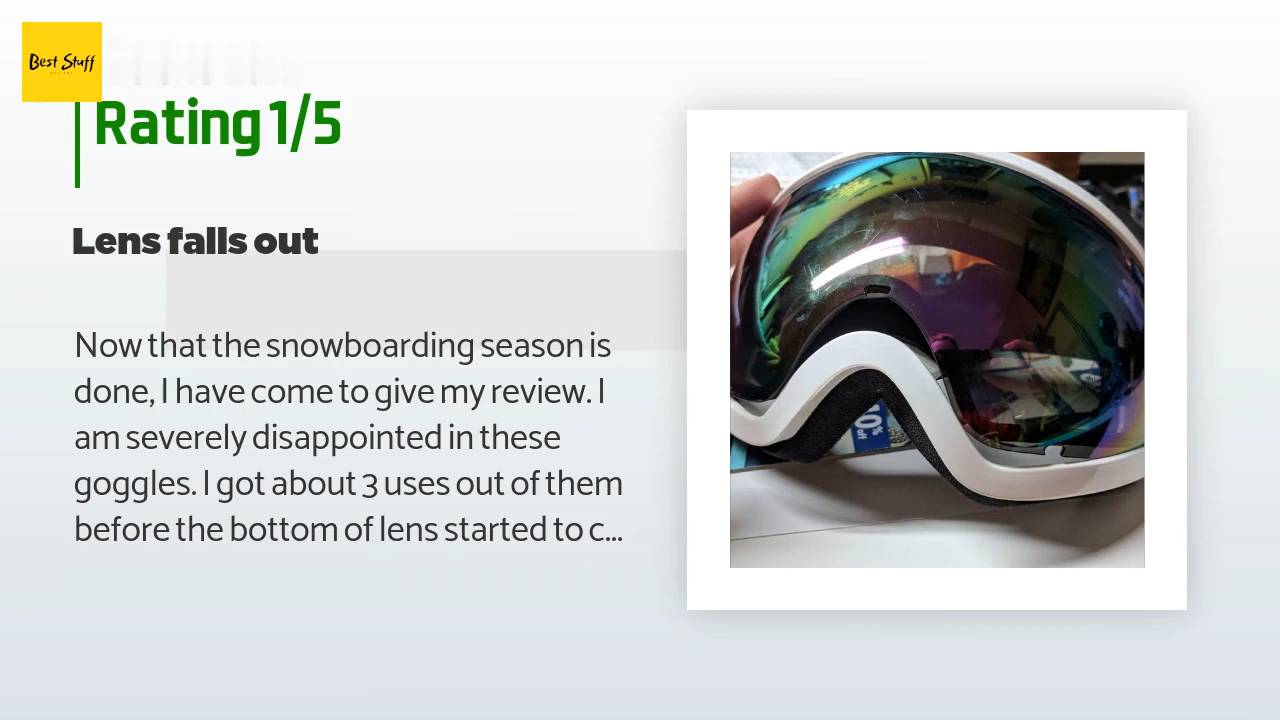 Best Stuff
Rating 1/5
Lens falls out
Now that the snowboarding season is
done, I have come to give my review. I
am severely disappointed in these
goggles. I got about 3 uses out of them
before the bottom of lens started to c...
10%
off